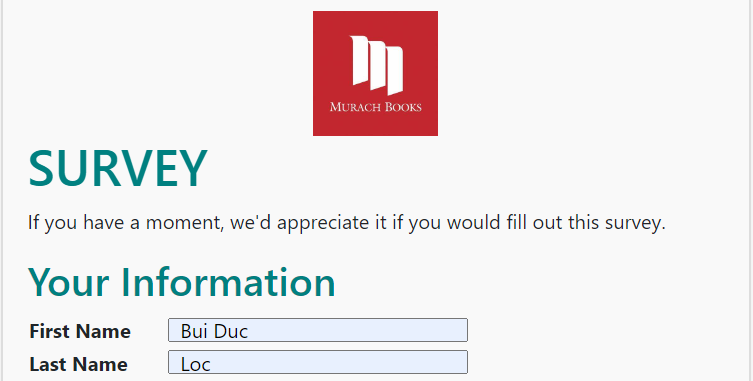 MURACH BOOKS
SURVEY
If you have a moment, we'd appreciate it if you would fill out this survey.
Your Information
First Name Bui Duc
Last Name Loc